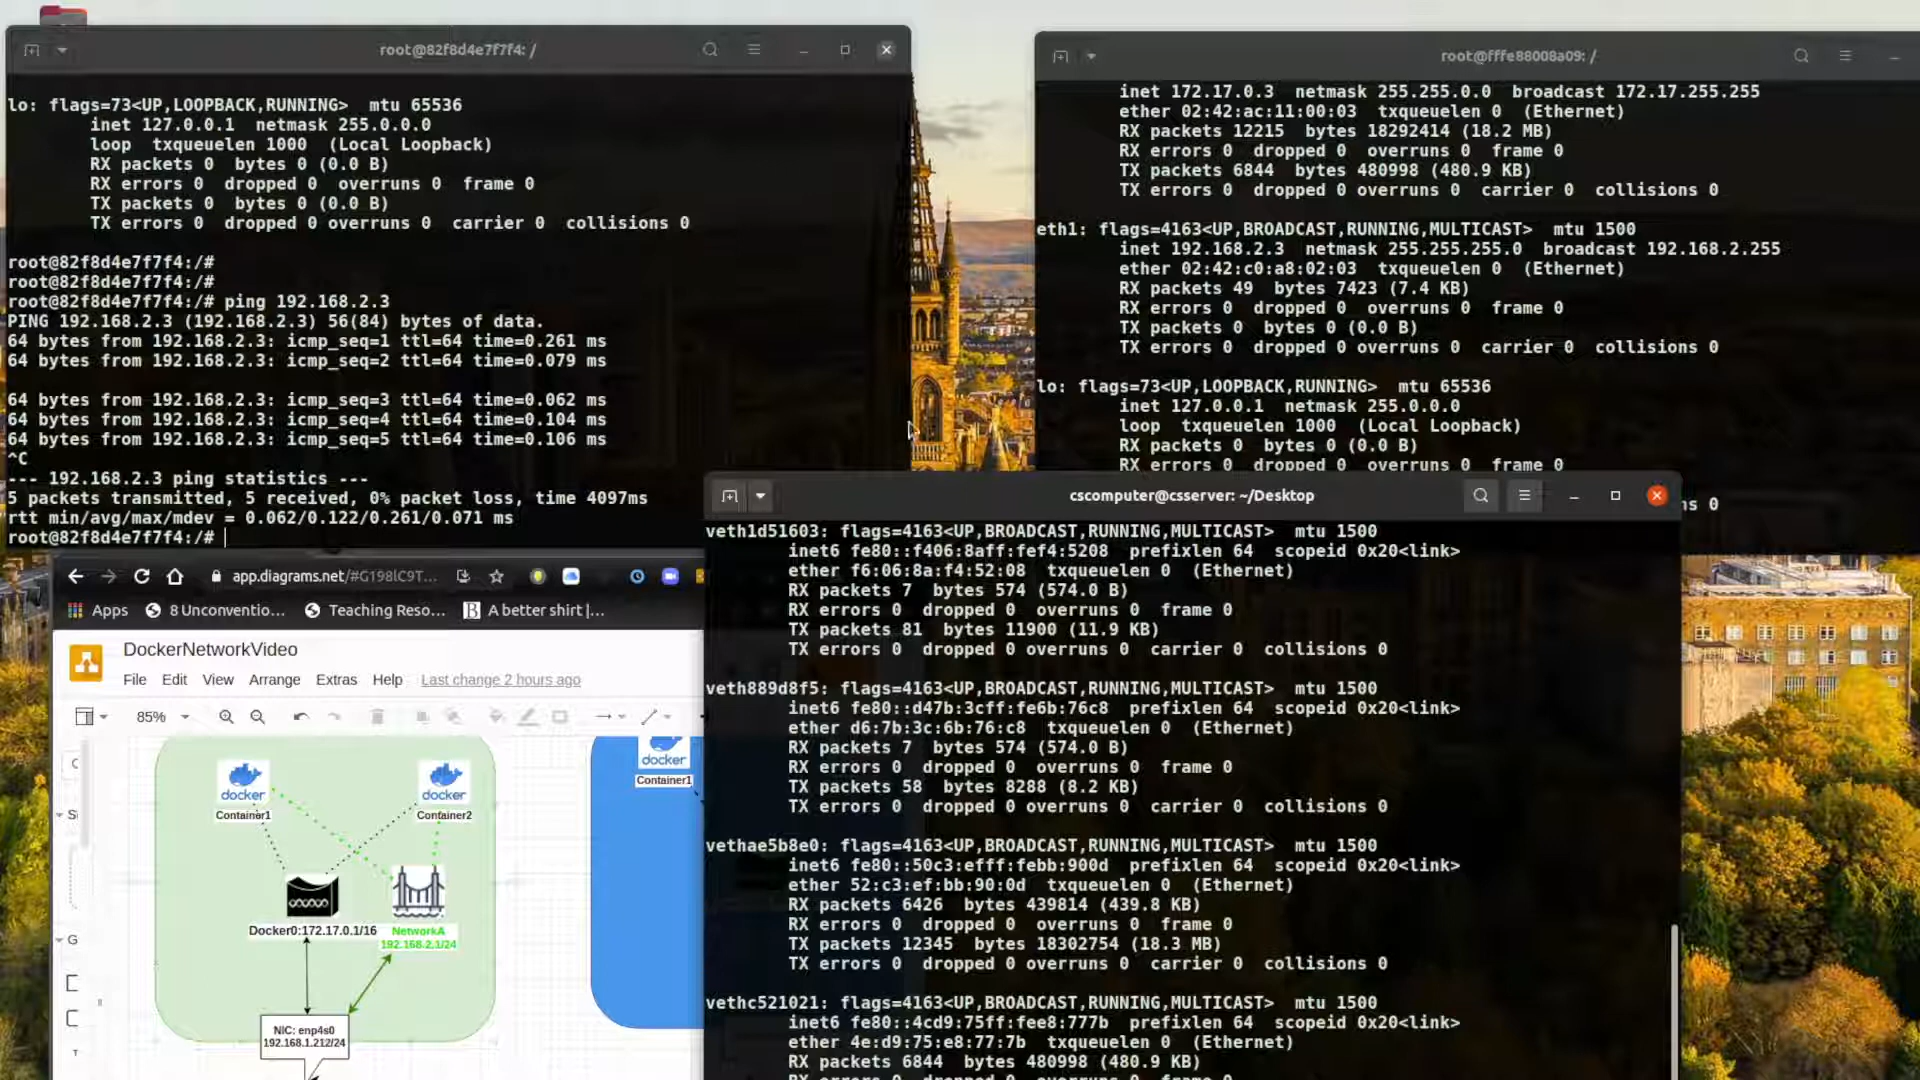 root@82f8d4e7f7f4: /
lo: flags=73<UP,LOOPBACK,RUNNING>  mtu 65536
inet 127.0.0.1  netmask 255.0.0.0
loop  txqueuelen 1000  (Local Loopback)
RX packets 0  bytes 0 (0.0 B)
RX errors 0  dropped 0  overruns 0  frame 0
TX packets 0  bytes 0 (0.0 B)
TX errors 0  dropped 0 overruns 0  carrier 0  collisions 0
root@82f8d4e7f7f4:/#
root@82f8d4e7f7f4:/#
root@82f8d4e7f7f4:/# ping 192.168.2.3
PING 192.168.2.3 (192.168.2.3) 56(84) bytes of data.
64 bytes from 192.168.2.3: icmp_seq=1 ttl=64 time=0.261 ms
64 bytes from 192.168.2.3: icmp_seq=2 ttl=64 time=0.079 ms
64 bytes from 192.168.2.3: icmp_seq=3 ttl=64 time=0.062 ms
64 bytes from 192.168.2.3: icmp_seq=4 ttl=64 time=0.104 ms
64 bytes from 192.168.2.3: icmp_seq=5 ttl=64 time=0.106 ms
^C
--- 192.168.2.3 ping statistics ---
5 packets transmitted, 5 received, 0% packet loss, time 4097ms
rtt min/avg/max/mdev = 0.062/0.122/0.261/0.071 ms
root@82f8d4e7f7f4:/#
root@fffe88008a09: /
inet 172.17.0.3  netmask 255.255.0.0  broadcast 172.17.255.255
ether 02:42:ac:11:00:03  txqueuelen 0  (Ethernet)
RX packets 12215  bytes 18292414 (18.2 MB)
RX errors 0  dropped 0  overruns 0  frame 0
TX packets 6844  bytes 480998 (480.9 KB)
TX errors 0  dropped 0 overruns 0  carrier 0  collisions 0
eth1: flags=4163<UP,BROADCAST,RUNNING,MULTICAST>  mtu 1500
inet 192.168.2.3  netmask 255.255.255.0  broadcast 192.168.2.255
ether 02:42:c0:a8:02:03  txqueuelen 0  (Ethernet)
RX packets 49  bytes 7423 (7.4 KB)
RX errors 0  dropped 0  overruns 0  frame 0
TX packets 0  bytes 0 (0.0 B)
TX errors 0  dropped 0 overruns 0  carrier 0  collisions 0
lo: flags=73<UP,LOOPBACK,RUNNING>  mtu 65536
inet 127.0.0.1  netmask 255.0.0.0
loop  txqueuelen 1000  (Local Loopback)
RX packets 0  bytes 0 (0.0 B)
RX errors 0  dropped 0  overruns 0  frame 0
s 0
cscomputer@csserver: ~/Desktop
veth1d51603: flags=4163<UP,BROADCAST,RUNNING,MULTICAST>  mtu 1500
inet6 fe80::f406:8aff:fef4:5208  prefixlen 64  scopeid 0x20<link>
ether f6:06:8a:f4:52:08  txqueuelen 0  (Ethernet)
RX packets 7  bytes 574 (574.0 B)
RX errors 0  dropped 0  overruns 0  frame 0
TX packets 81  bytes 11900 (11.9 KB)
TX errors 0  dropped 0 overruns 0  carrier 0  collisions 0
veth889d8f5: flags=4163<UP,BROADCAST,RUNNING,MULTICAST>  mtu 1500
inet6 fe80::d47b:3cff:fe6b:76c8  prefixlen 64  scopeid 0x20<link>
ether d6:7b:3c:6b:76:c8  txqueuelen 0  (Ethernet)
RX packets 7  bytes 574 (574.0 B)
RX errors 0  dropped 0  overruns 0  frame 0
TX packets 58  bytes 8288 (8.2 KB)
TX errors 0  dropped 0 overruns 0  carrier 0  collisions 0
vethae5b8e0: flags=4163<UP,BROADCAST,RUNNING,MULTICAST>  mtu 1500
inet6 fe80::50c3:efff:febb:900d  prefixlen 64  scopeid 0x20<link>
ether 52:c3:ef:bb:90:0d  txqueuelen 0  (Ethernet)
RX packets 6426  bytes 439814 (439.8 KB)
RX errors 0  dropped 0  overruns 0  frame 0
TX packets 12345  bytes 18302754 (18.3 MB)
TX errors 0  dropped 0 overruns 0  carrier 0  collisions 0
vethc521021: flags=4163<UP,BROADCAST,RUNNING,MULTICAST>  mtu 1500
inet6 fe80::4cd9:75ff:fee8:777b  prefixlen 64  scopeid 0x20<link>
ether 4e:d9:75:e8:77:7b  txqueuelen 0  (Ethernet)
RX packets 6844  bytes 480998 (480.9 KB)
app.diagrams.net/#G198lC9T...
Apps  8 Unconventio...  Teaching Reso...  A better shirt |...
DockerNetworkVideo
File  Edit  View  Arrange  Extras  Help  Last change 2 hours ago
85%
docker
Container1
docker
Container2
docker
Container1
Docker0:172.17.0.1/16
NetworkA
192.168.2.1/24
NIC: enp4s0
192.168.1.212/24